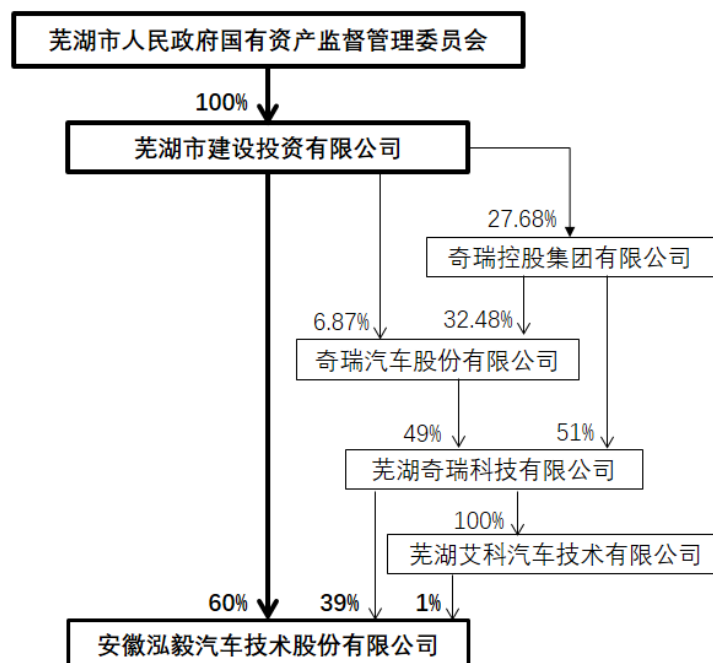 芜湖市人民政府国有资产监督管理委员会
100%
芜湖市建设投资有限公司
27.68%
奇瑞控股集团有限公司
6.87%
32.48%
奇瑞汽车股份有限公司
49%
51%
芜湖奇瑞科技有限公司
100%
芜湖艾科汽车技术有限公司
60%
39%
1%
安徽泓毅汽车技术股份有限公司